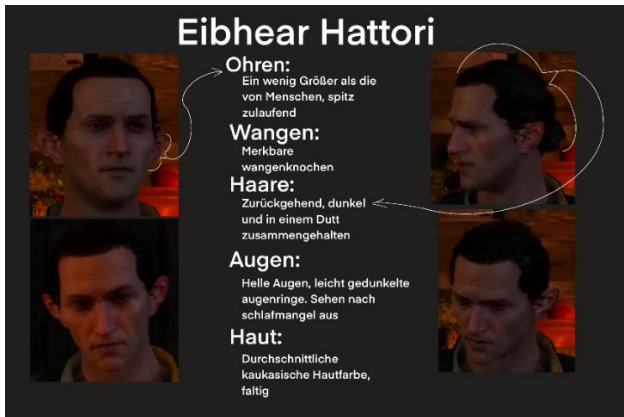 Eibhear Hattori
Ohren:
Ein wenig Größer als die
von Menschen, spitz
zulaufend
Wangen:
Merkbare
wangenknochen
Haare:
Zurückgehend, dunkel
und in einem Dutt
zusammengehalten
Augen:
Helle Augen, leicht gedunkelte
augenringe. Sehen nach
schlafmangel aus
Haut:
Durchschnittliche
kaukasische Hautfarbe,
faltig